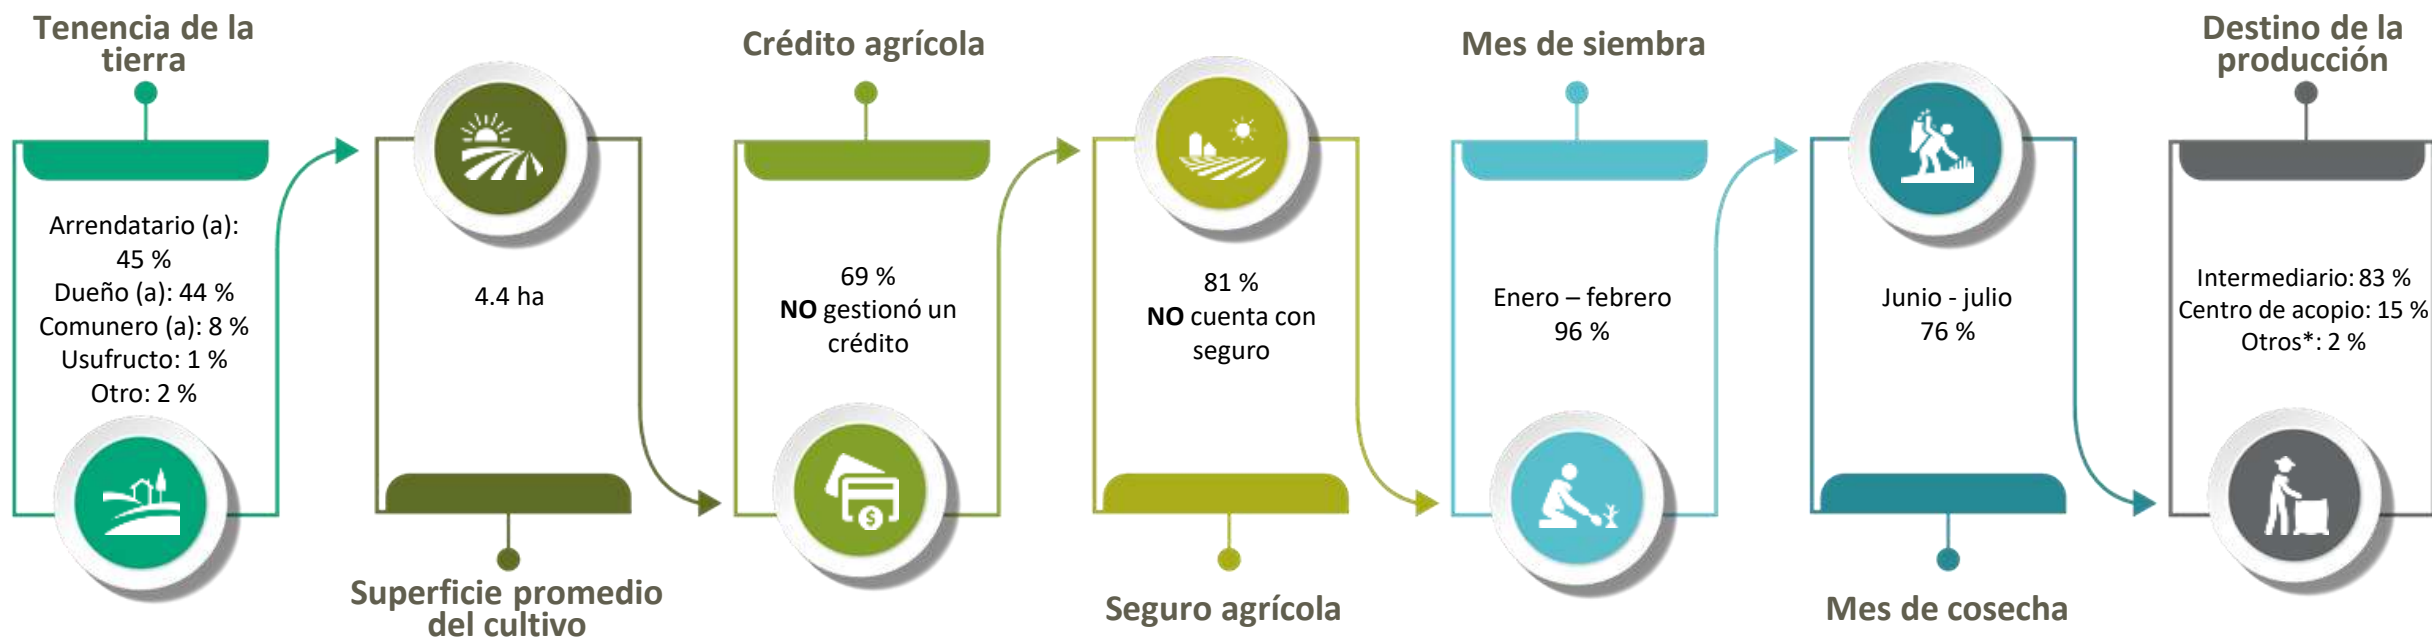 Tenencia de la
tierra
Arrendatario (a):
45 %
Dueño (a): 44 %
Comunero (a): 8 %
Usufructo: 1 %
Otro: 2 %
4.4 ha
Superficie promedio
del cultivo
Crédito agrícola
69 %
NO gestionó un
crédito
$
81 %
NO cuenta con
seguro
Seguro agrícola
Mes de siembra
Enero – febrero
96 %
Junio - julio
76 %
Mes de cosecha
Destino de la
producción
Intermediario: 83 %
Centro de acopio: 15 %
Otros*: 2 %